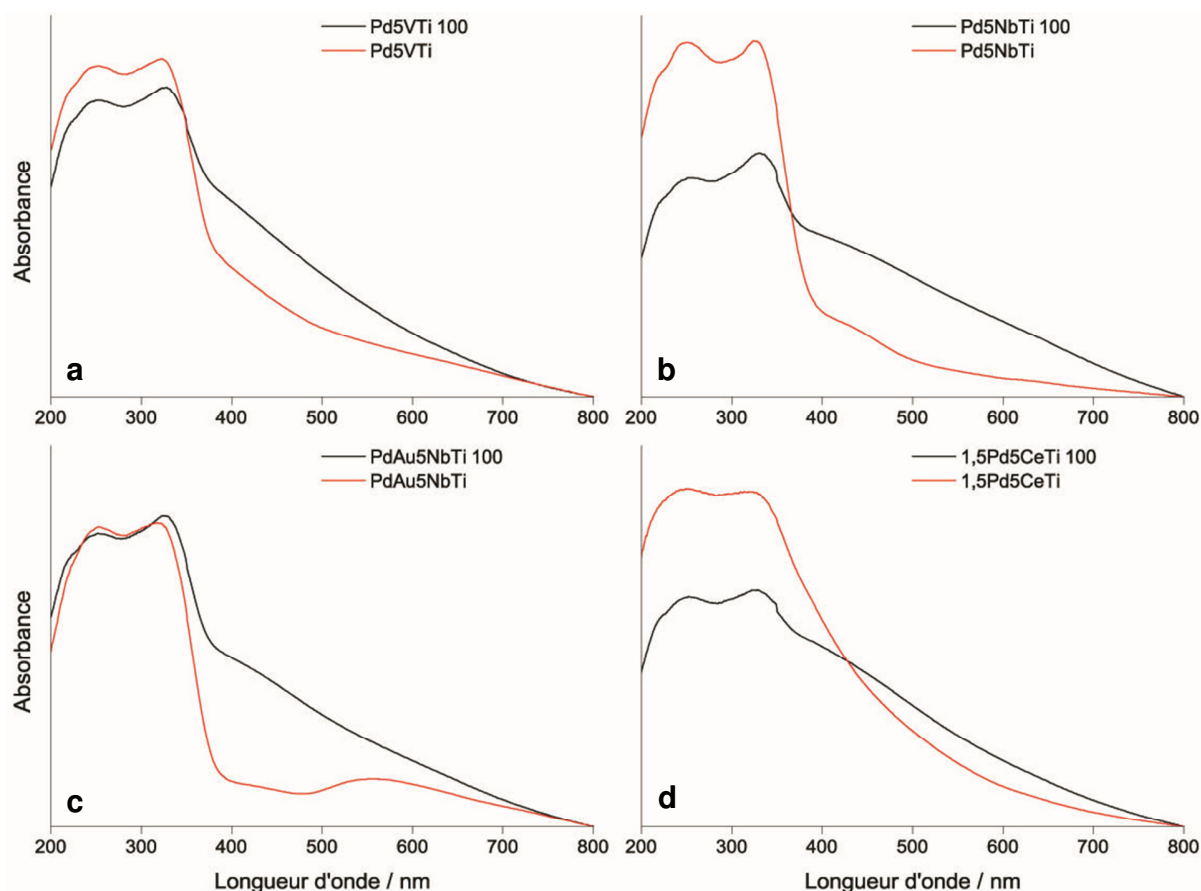 Pd5VTi 100
Pd5VTi
Absorbance
a
200 300 400 500 600 700 800
Pd5NbTi 100
Pd5NbTi
b
200 300 400 500 600 700 800
PdAu5NbTi 100
PdAu5NbTi
Absorbance
c
200 300 400 500 600 700 800
Longueur d'onde / nm
1,5Pd5CeTi 100
1,5Pd5CeTi
d
200 300 400 500 600 700 800
Longueur d'onde / nm